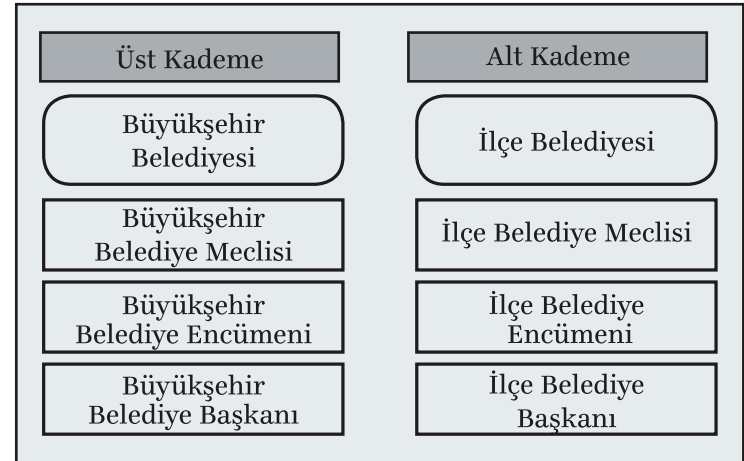 Üst Kademe
Büyükşehir
Belediyesi
Büyükşehir
Belediye Meclisi
Büyükşehir
Belediye Encümeni
Büyükşehir
Belediye Başkanı
Alt Kademe
İlçe Belediyesi
İlçe Belediye Meclisi
İlçe Belediye
Encümeni
İlçe Belediye
Başkanı